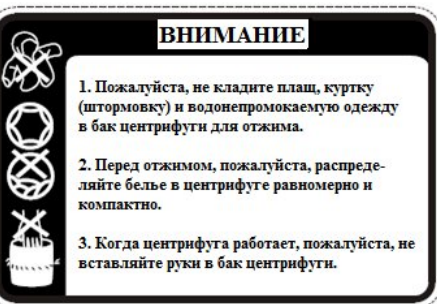 ВНИМАНИЕ
1. Пожалуйста, не кладите плащ, куртку
(штормовку) и водонепромокаемую одежду
в бак центрифуги для отжима.
2. Перед отжимом, пожалуйста, распреде-
ляйте белье в центрифуге равномерно и
компактно.
3. Когда центрифуга работает, пожалуйста, не
вставляйте руки в бак центрифуги.